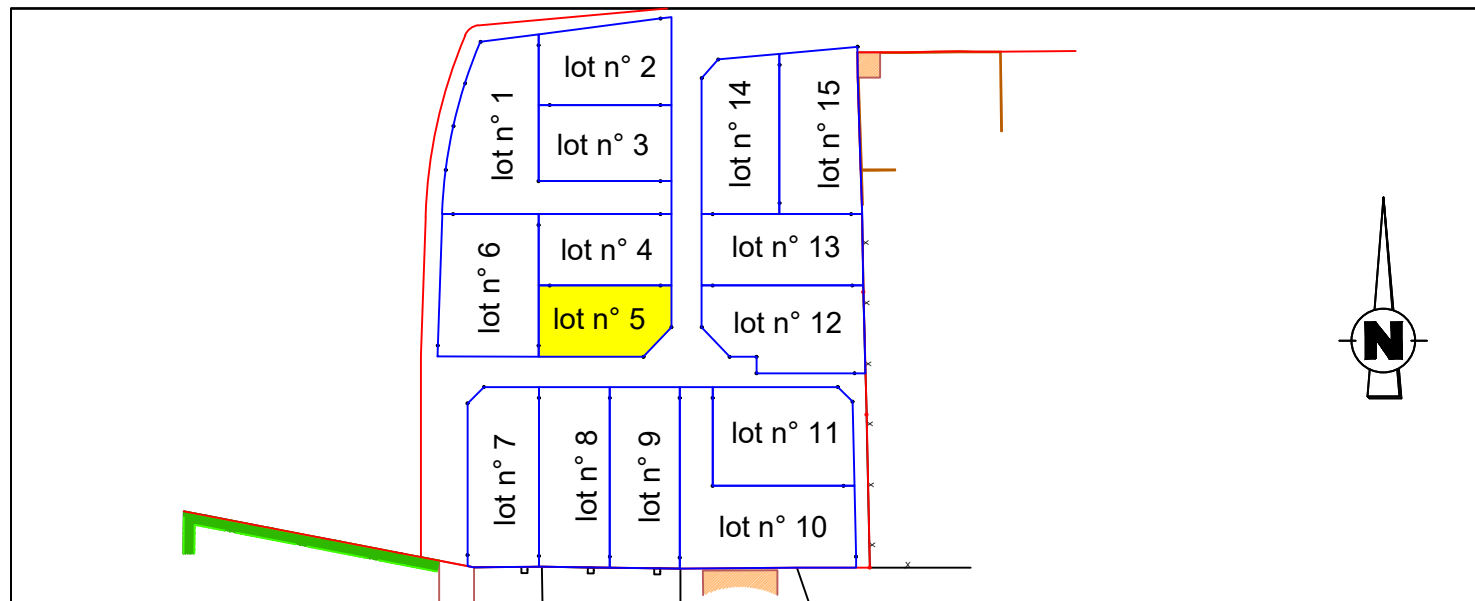 lot n° 1
lot n° 2
lot n° 3
lot n° 14
lot n° 15
lot n° 6
lot n° 4
lot n° 5
lot n° 13
lot n° 12
N
lot n° 7
lot n° 8
lot n° 9
lot n° 11
lot n° 10